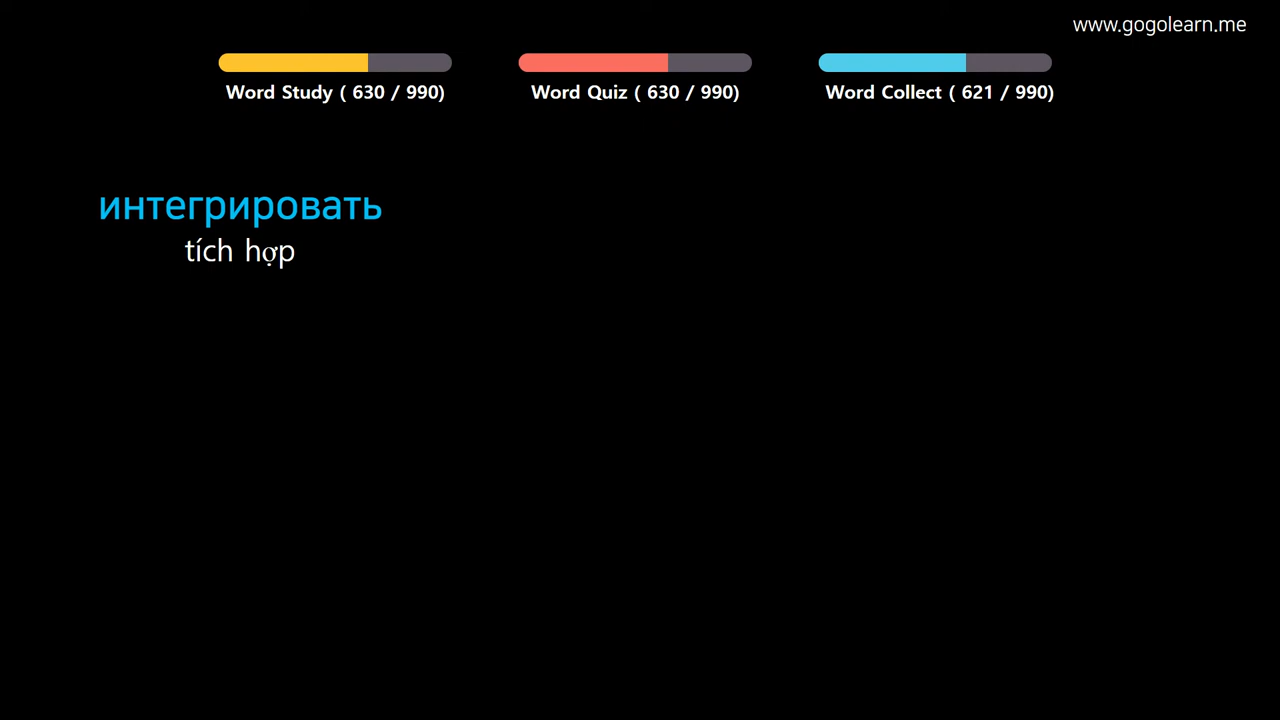 www.gogolearn.me
Word Study ( 630 / 990)
Word Quiz ( 630 / 990)
Word Collect ( 621 / 990)
интегрировать
tích hợp